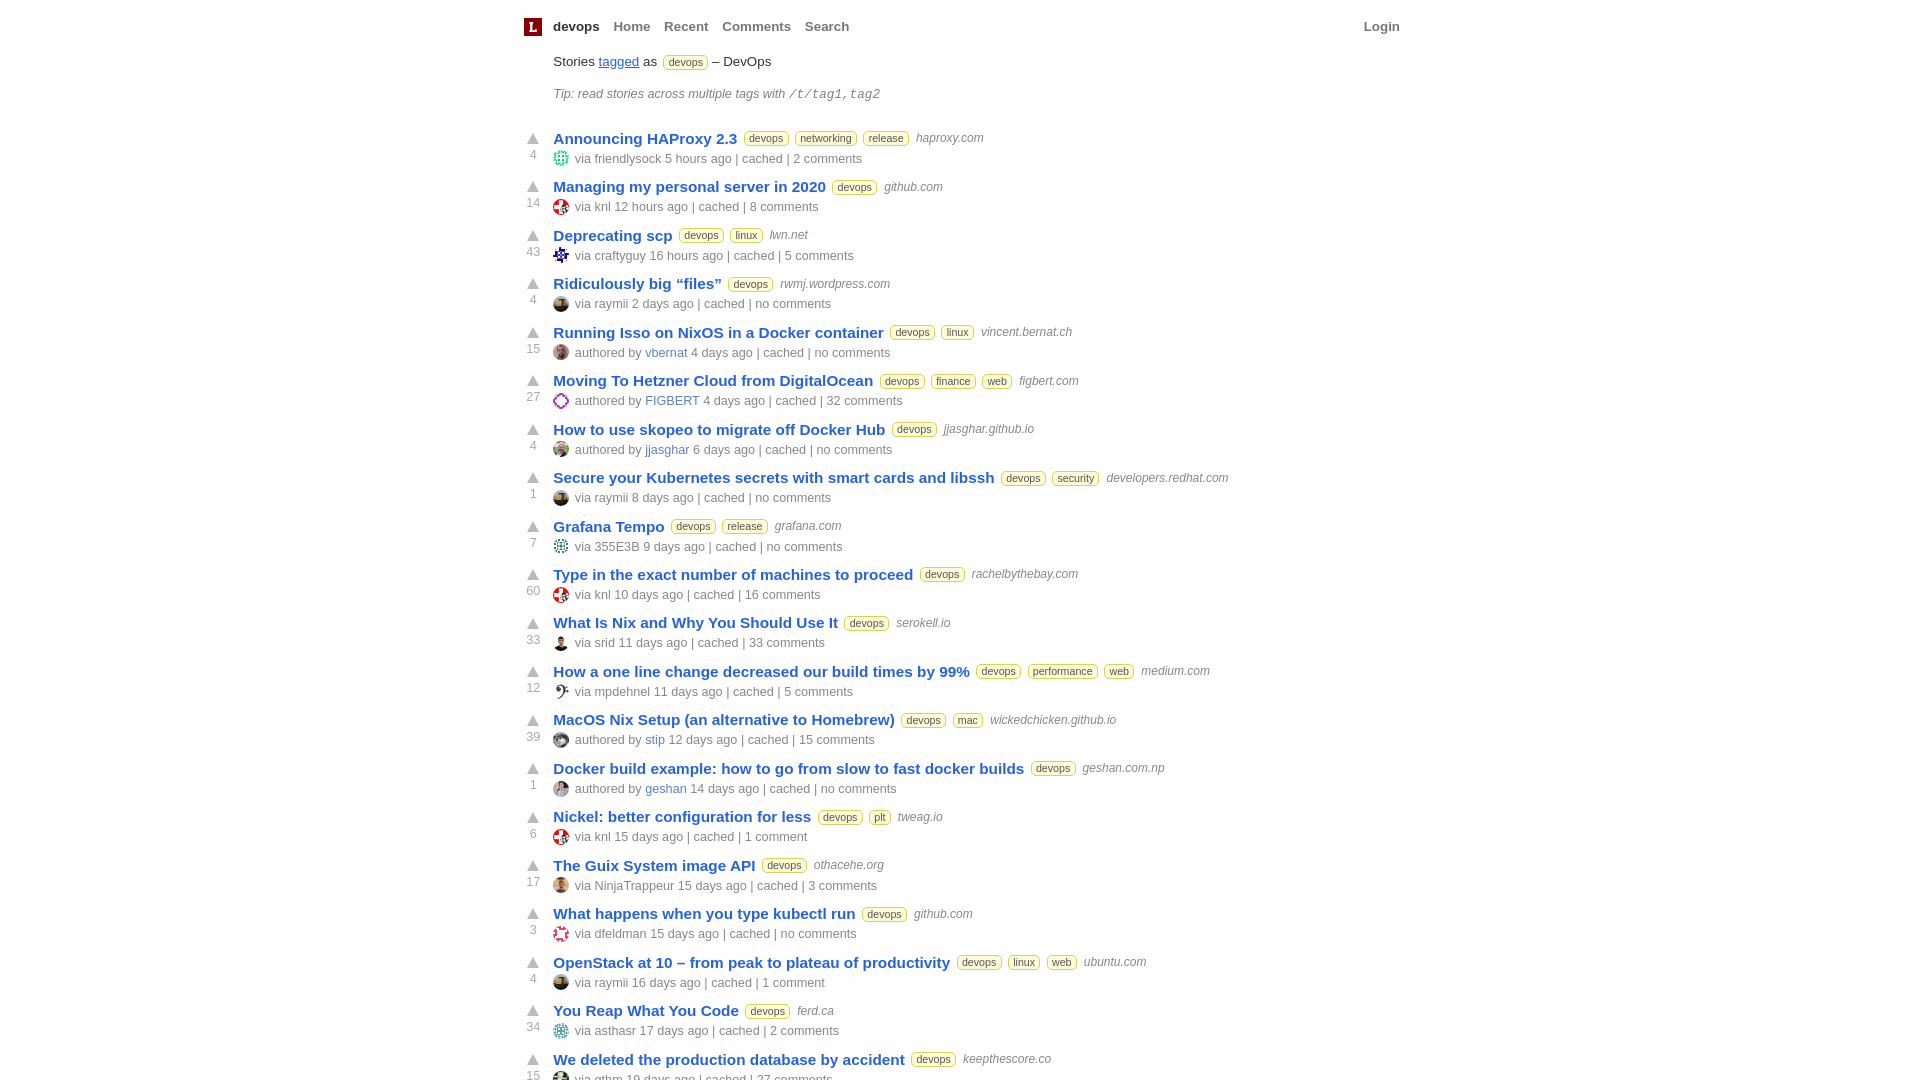 L devops Home Recent Comments Search Login
Stories tagged as devops – DevOps
Tip: read stories across multiple tags with /t/tag1,tag2
Announcing HAProxy 2.3 devops networking release haproxy.com
4 via friendlysock 5 hours ago | cached | 2 comments
Managing my personal server in 2020 devops github.com
14 via knl 12 hours ago | cached | 8 comments
Deprecating scp devops linux lwn.net
43 via craftyguy 16 hours ago | cached | 5 comments
Ridiculously big “files” devops rwmj.wordpress.com
4 via raymii 2 days ago | cached | no comments
Running Isso on NixOS in a Docker container devops linux vincent.bernat.ch
15 authored by vbernat 4 days ago | cached | no comments
Moving To Hetzner Cloud from DigitalOcean devops finance web figbert.com
27 authored by FIGBERT 4 days ago | cached | 32 comments
How to use skopeo to migrate off Docker Hub devops jjasghar.github.io
4 authored by jjasghar 6 days ago | cached | no comments
Secure your Kubernetes secrets with smart cards and libssh devops security developers.redhat.com
1 via raymii 8 days ago | cached | no comments
Grafana Tempo devops release grafana.com
7 via 355E3B 9 days ago | cached | no comments
Type in the exact number of machines to proceed devops rachelbythebay.com
60 via knl 10 days ago | cached | 16 comments
What Is Nix and Why You Should Use It devops serokell.io
33 via srid 11 days ago | cached | 33 comments
How a one line change decreased our build times by 99% devops performance web medium.com
12 via mpdehnel 11 days ago | cached | 5 comments
MacOS Nix Setup (an alternative to Homebrew) devops mac wickedchicken.github.io
39 authored by stip 12 days ago | cached | 15 comments
Docker build example: how to go from slow to fast docker builds devops geshan.com.np
1 authored by geshan 14 days ago | cached | no comments
Nickel: better configuration for less devops plt tweag.io
6 via knl 15 days ago | cached | 1 comment
The Guix System image API devops othacehe.org
17 via NinjaTrappeur 15 days ago | cached | 3 comments
What happens when you type kubectl run devops github.com
3 via dfeldman 15 days ago | cached | no comments
OpenStack at 10 – from peak to plateau of productivity devops linux web ubuntu.com
4 via raymii 16 days ago | cached | 1 comment
You Reap What You Code devops ferd.ca
34 via asthasr 17 days ago | cached | 2 comments
We deleted the production database by accident devops keepthescore.co
15 via gthm 19 days ago | cached | 27 comments